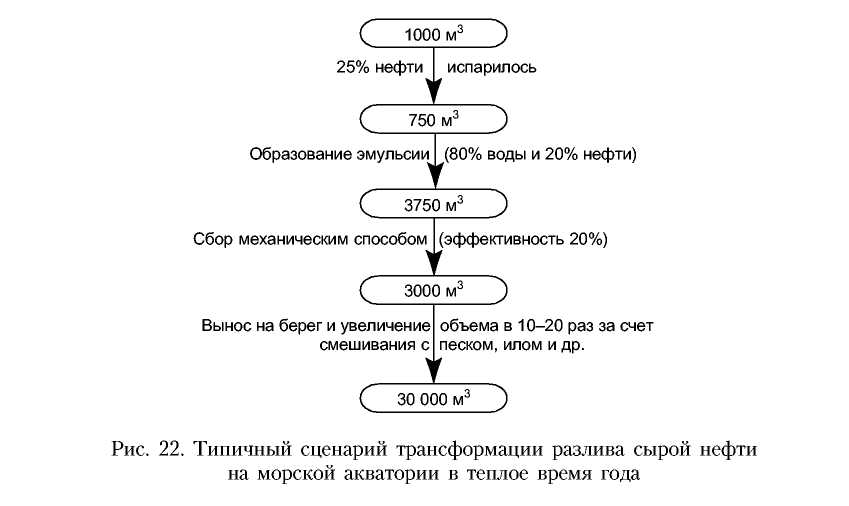 1000 м³
25% нефти испарилось
750 м³
Образование эмульсии (80% воды и 20% нефти)
3750 м³
Сбор механическим способом (эффективность 20%)
3000 м³
Вынос на берег и увеличение объема в 10–20 раз за счет
смешивания с песком, илом и др.
30 000 м³
Рис. 22. Типичный сценарий трансформации разлива сырой нефти
на морской акватории в теплое время года